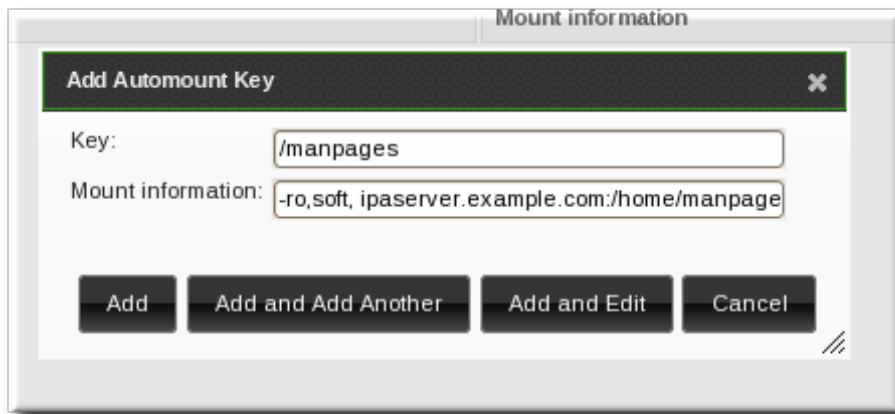 Mount information
Add Automount Key
Key:
/manpages
Mount information:
-ro,soft, ipaserver.example.com:/home/manpage
Add
Add and Add Another
Add and Edit
Cancel